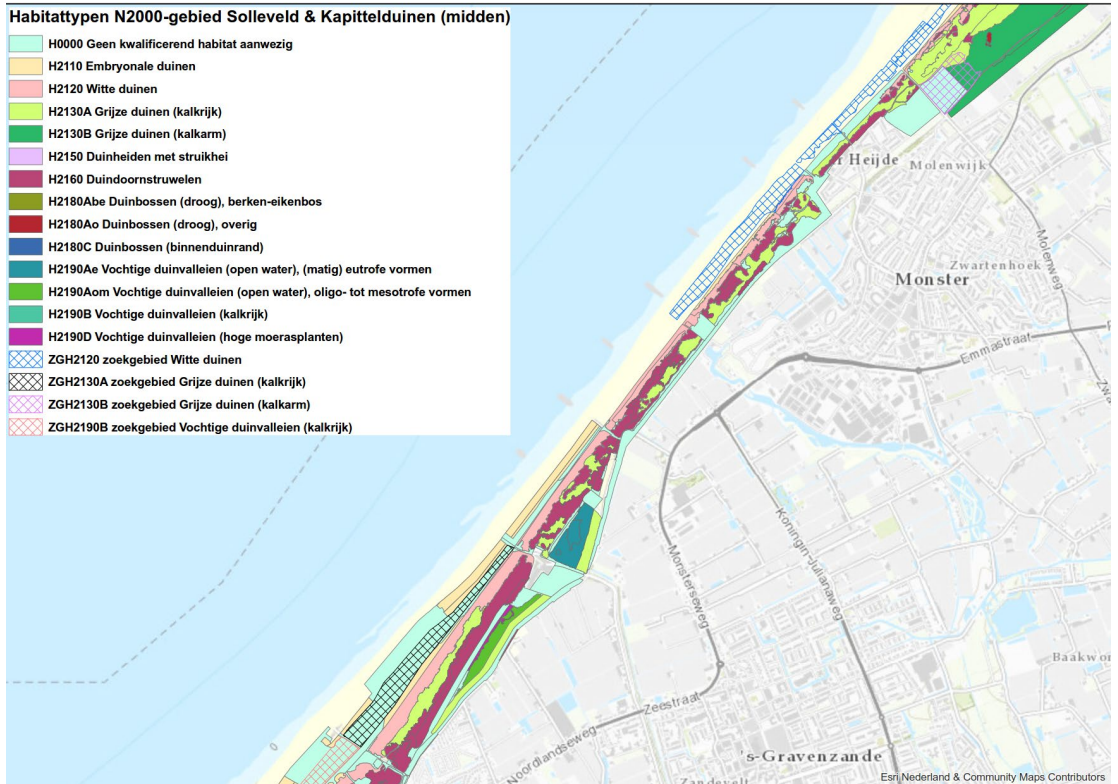 Habitattypen N2000-gebied Solleveld & Kapittelduinen (midden)
H0000 Geen kwalificerend habitat aanwezig
H2110 Embryonale duinen
H2120 Witte duinen
H2130A Grijze duinen (kalkrijk)
H2130B Grijze duinen (kalkarm)
H2150 Duinheiden met struikhei
H2160 Duindoornstruwelen
H2180Abe Duinbossen (droog), berken-eikenbos
H2180Ao Duinbossen (droog), overig
H2180C Duinbossen (binnenduinrand)
H2190Ae Vochtige duinvalleien (open water), (matig) eutrofe vormen
H2190Aom Vochtige duinvalleien (open water), oligo- tot mesotrofe vormen
H2190B Vochtige duinvalleien (kalkrijk)
H2190D Vochtige duinvalleien (hoge moerasplanten)
ZGH2120 zoekgebied Witte duinen
ZGH2130A zoekgebied Grijze duinen (kalkrijk)
ZGH2130B zoekgebied Grijze duinen (kalkarm)
ZGH2190B zoekgebied Vochtige duinvalleien (kalkrijk)
r Heijde
Molenwijk
Molenweg
Zwartenhoek
Monster
Emmastraat
Zwa
Koningin-Julianaweg
Monsterseweg
Baakwo
Zeestraat
Noordlandseweg
's-Gravenzande
Zandevelt
0
Esri Nederland & Community Maps Contributors